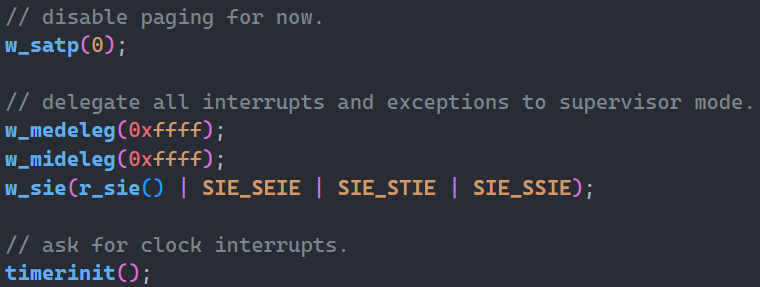 // disable paging for now.
w_satp(0);
// delegate all interrupts and exceptions to supervisor mode.
w_medeleg(0xffff);
w_mideleg(0xffff);
w_sie(r_sie() | SIE_SEIE | SIE_STIE | SIE_SSIE);
// ask for clock interrupts.
timerinit();